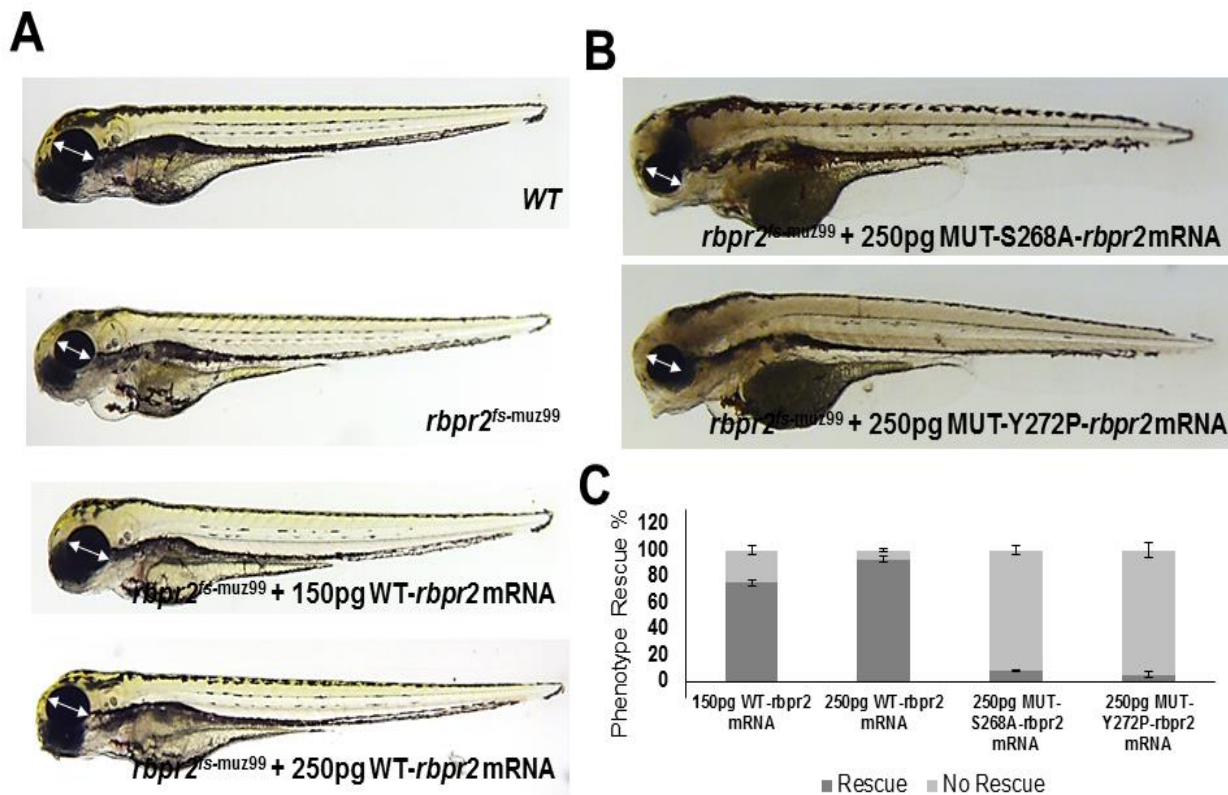 A
WT
rbpr2fs-muz99
rbpr2fs-muz99 + 150pg WT-rbpr2 mRNA
rbpr2fs-muz99 + 250pg WT-rbpr2 mRNA
B
rbpr2fs-muz99 + 250pg MUT-S268A-rbpr2 mRNA
rbpr2fs-muz99 + 250pg MUT-Y272P-rbpr2 mRNA
C
Phenotype Rescue %
120
100
80
60
40
20
0
150pg WT-rbpr2
mRNA
250pg WT-rbpr2
mRNA
250pg MUT-
S268A-rbpr2
mRNA
250pg MUT-
Y272P-rbpr2
mRNA
Rescue
No Rescue